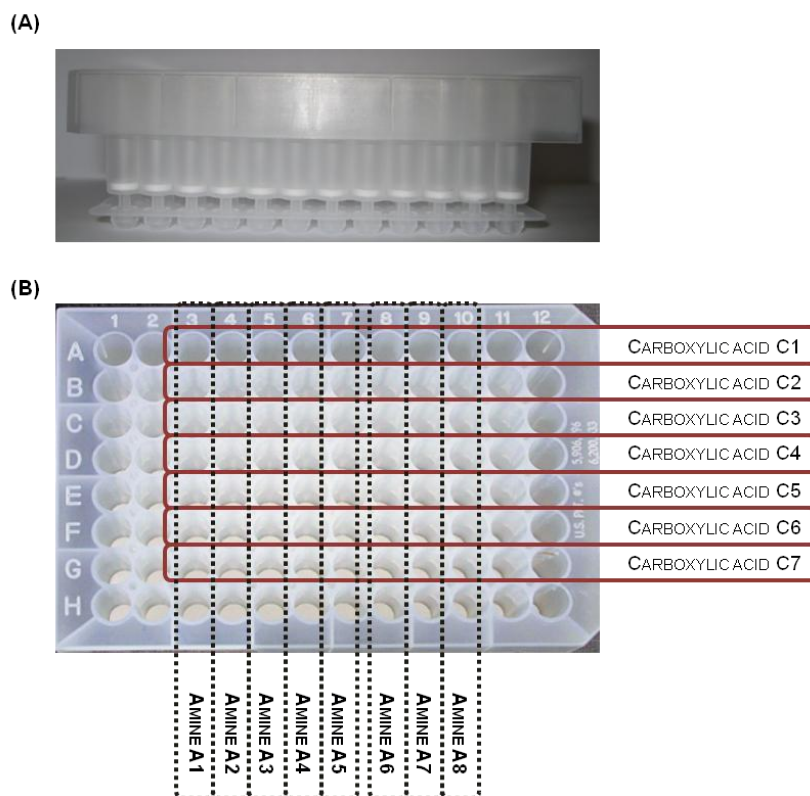 (A)
(B)
1 2 3 4 5 6 7 8 9 10 11 12
A
B
C
D
E
F
G
H
CARBOXYLIC ACID C1
CARBOXYLIC ACID C2
CARBOXYLIC ACID C3
CARBOXYLIC ACID C4
CARBOXYLIC ACID C5
CARBOXYLIC ACID C6
CARBOXYLIC ACID C7
AMINE A1
AMINE A2
AMINE A3
AMINE A4
AMINE A5
AMINE A6
AMINE A7
AMINE A8